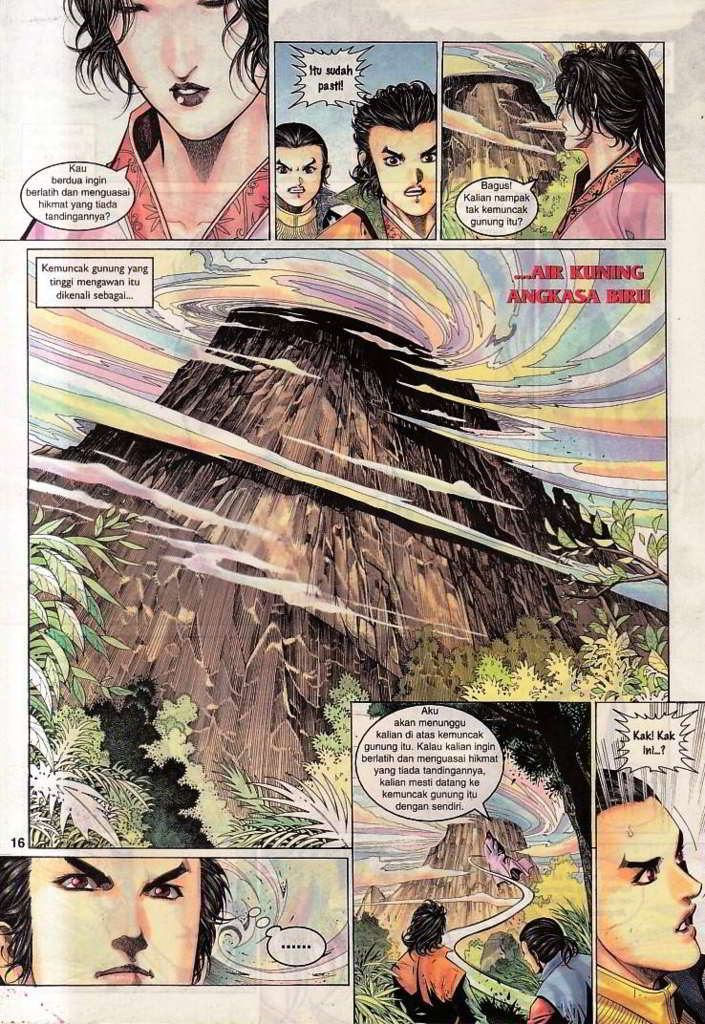 Kau
berdua ingin
berlatih dan menguasai
hikmat yang tiada
tandingannya?
Itu sudah
pasti!
Bagus!
Kalian nampak
tak kemuncak
gunung itu?
Kemuncak gunung yang
tinggi mengawan itu
dikenali sebagai...
....AIR KUNING
ANGKASA BIRU
Aku
akan menunggu
kalian di atas kemuncak
gunung itu. Kalau kalian ingin
berlatih dan menguasai hikmat
yang tiada tandingannya,
kalian mesti datang ke
kemuncak gunung itu
dengan sendiri.
Kak! Kak
ini..?
16
......